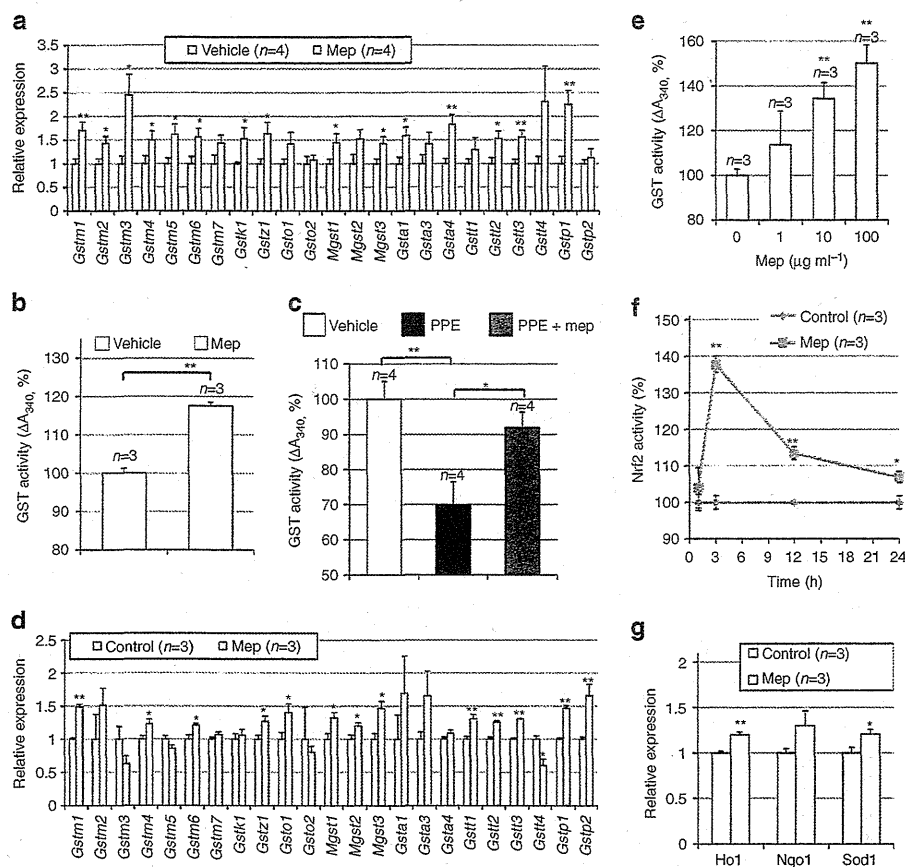 a
Vehicle (n=4) Mep (n=4)
Relative expression
3.5
3
2.5
2
1.5
1
0.5
0
* ** * * * * * * * * * ** * ** **
Gstm1 Gstm2 Gstm3 Gstm4 Gstm5 Gstm6 Gstm7 Gstk1 Gstz1 Gsto1 Gsto2 Mgst1 Mgst2 Mgst3 Gsta1 Gsta3 Gsta4 Gstt1 Gstt2 Gstt3 Gstt4 Gstp1 Gstp2
b
Vehicle Mep
GST activity (ΔA340, %)
130
120
110
100
90
80
**
n=3
n=3
c
Vehicle PPE PPE + mep
GST activity (ΔA340, %)
110
100
90
80
70
60
50
**
*
n=4
n=4
n=4
d
Control (n=3) Mep (n=3)
Relative expression
2.5
2
1.5
1
0.5
0
** * * * * * * * ** ** ** * ** **
Gstm1 Gstm2 Gstm3 Gstm4 Gstm5 Gstm6 Gstm7 Gstk1 Gstz1 Gsto1 Gsto2 Mgst1 Mgst2 Mgst3 Gsta1 Gsta3 Gsta4 Gstt1 Gstt2 Gstt3 Gstt4 Gstp1 Gstp2
e
GST activity (ΔA340, %)
160
140
120
100
80
n=3
n=3
**
n=3
**
n=3
0 1 10 100
Mep (μg ml⁻¹)
f
Control (n=3)
Mep (n=3)
Nrf2 activity (%)
150
140
130
120
110
100
90
**
**
*
0 3 6 9 12 15 18 21 24
Time (h)
g
Control (n=3)
Mep (n=3)
Relative expression
2
1.5
1
0.5
0
** *
Ho1 Nqo1 Sod1